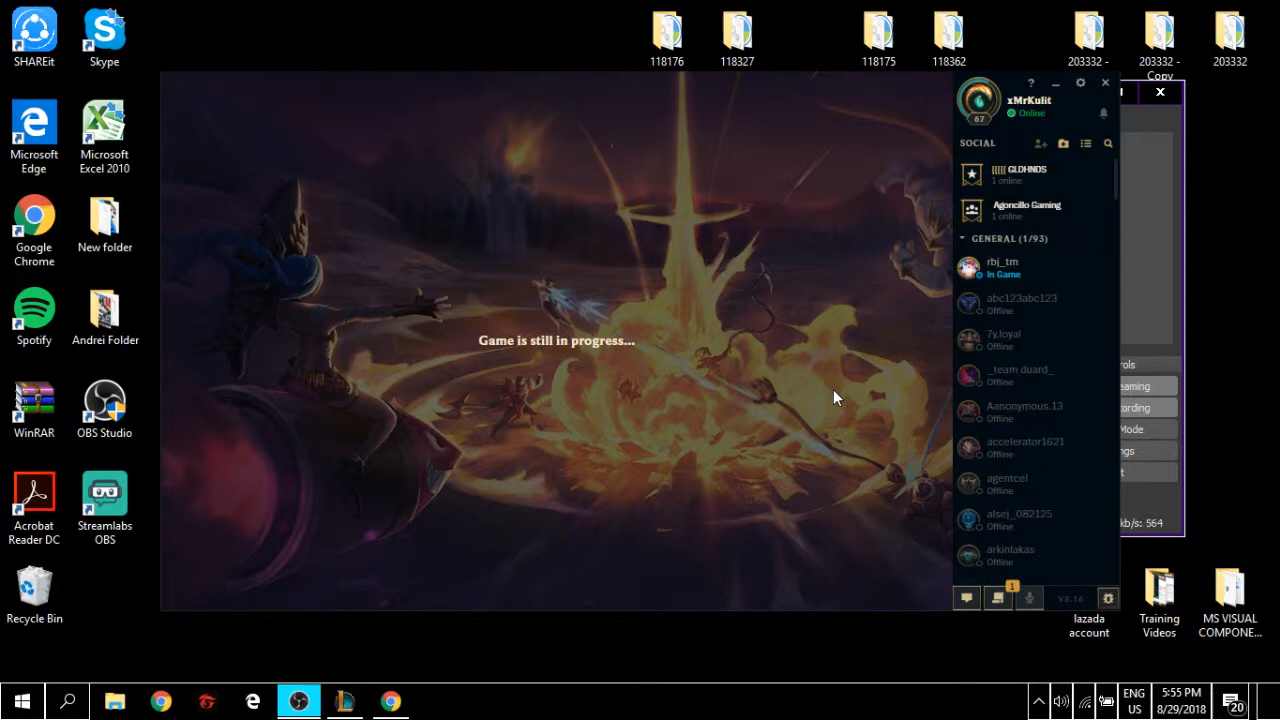 SHAREit
Skype
118176
118327
118175
118362
203332 -
203332 -
Copy
203332
Microsoft
Edge
Microsoft
Excel 2010
Google
Chrome
New folder
Spotify
Andrei Folder
WinRAR
OBS Studio
Acrobat
Reader DC
Streamlabs
OBS
Recycle Bin
X
Game is still in progress...
?
xMrKulit
Online
67
SOCIAL
GLDHNDS
1 online
Agoncillo Gaming
1 online
GENERAL (1/93)
rbj_tm
In Game
abc123abc123
Offline
7y.loyal
Offline
_team duard_
Offline
Aanonymous.13
Offline
accelerator1621
Offline
agentcel
Offline
alsej_082125
Offline
arkinlakas
Offline
1
V8.16
rols
eaming
ording
Mode
ngs
t
kb/s: 564
lazada
account
Training
Videos
MS VISUAL
COMPONE...
ENG
US
5:55 PM
8/29/2018
20